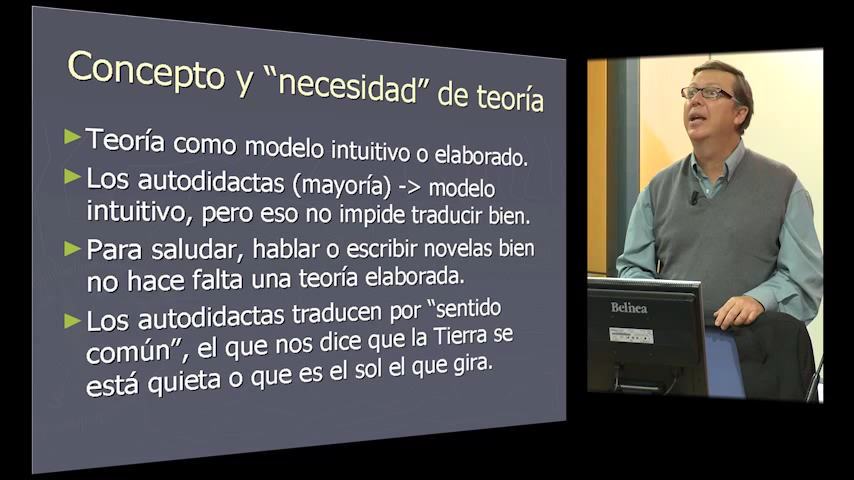 Concepto y “necesidad” de teoría
Teoría como modelo intuitivo o elaborado.
Los autodidactas (mayoría) -> modelo
intuitivo, pero eso no impide traducir bien.
Para saludar, hablar o escribir novelas bien
no hace falta una teoría elaborada.
Los autodidactas traducen por “sentido
común”, el que nos dice que la Tierra se
está quieta o que es el sol el que gira.
Belinea